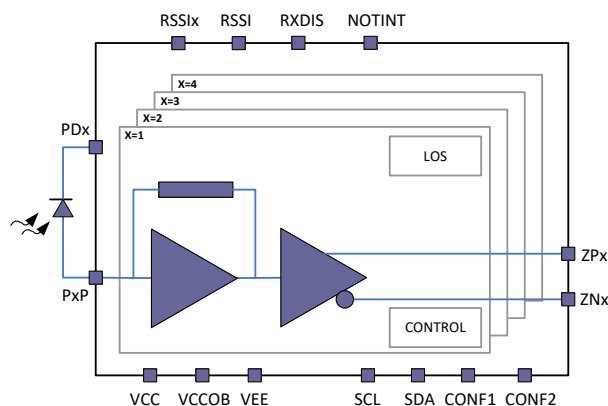 RSSIx RSSI RXDIS NOTINT
X=4
X=3
X=2
X=1
PDx
LOS
PxP
ZPx
ZNx
CONTROL
VCC VCCOB VEE SCL SDA CONF1 CONF2